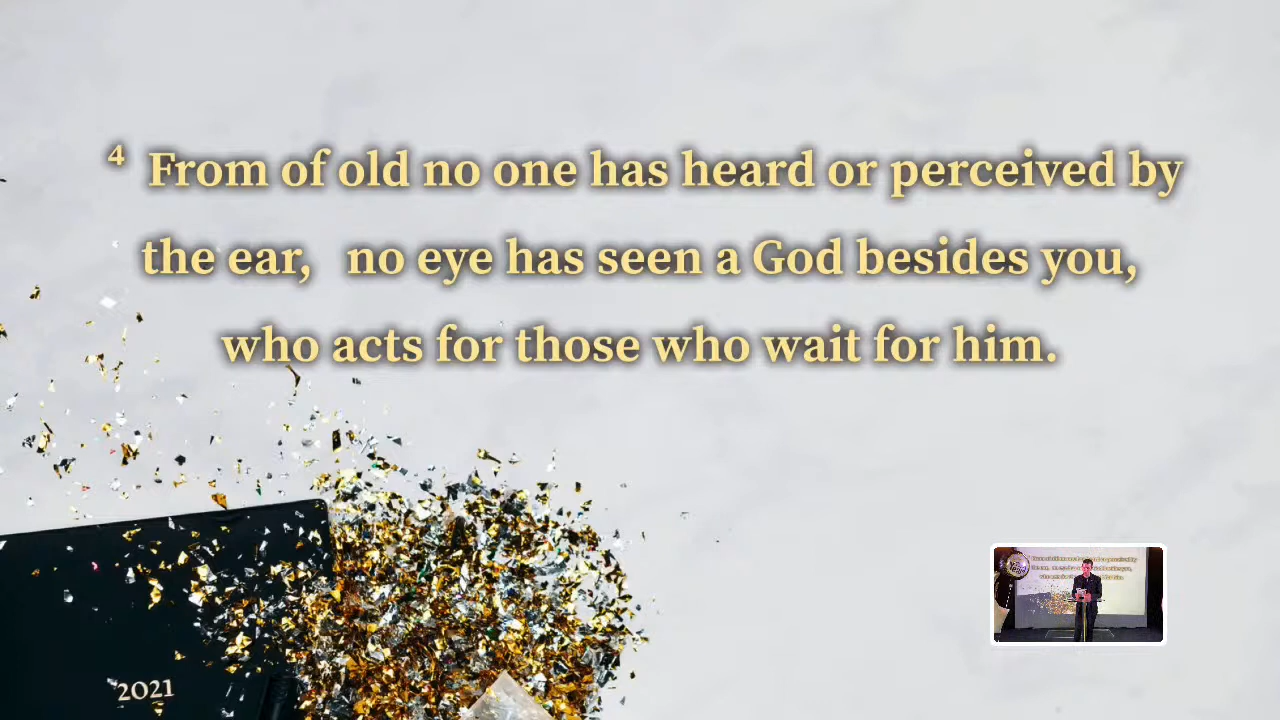 ⁴ From of old no one has heard or perceived by
the ear, no eye has seen a God besides you,
who acts for those who wait for him.
2021